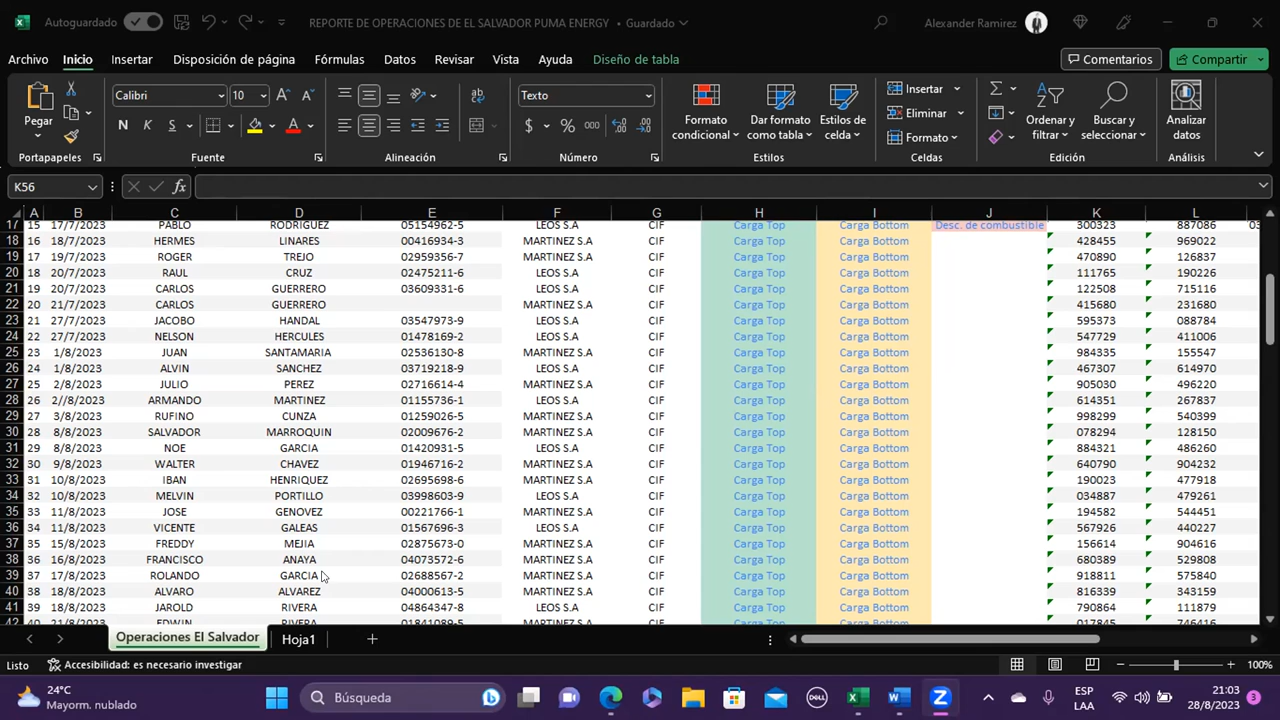 Autoguardado REPORTE DE OPERACIONES DE EL SALVADOR PUMA ENERGY • Guardado Alexander Ramirez
Archivo Inicio Insertar Disposición de página Fórmulas Datos Revisar Vista Ayuda Diseño de tabla Comentarios Compartir
Pegar Calibri 10 Texto Formato condicional Dar formato como tabla Estilos de celda Insertar Eliminar Formato Ordenar y filtrar Buscar y seleccionar Analizar datos
N K S $ % 000
Portapapeles Fuente Alineación Número Estilos Celdas Edición Análisis
K56 fx
A B C D E F G H I J K L
17 15 17/7/2023 PABLO RODRIGUEZ 05154962-5 LEOS S.A CIF Carga Top Carga Bottom Desc. de combustible 300323 887086 03
18 16 18/7/2023 HERMES LINARES 00416934-3 MARTINEZ S.A CIF Carga Top Carga Bottom 428455 969022
19 17 19/7/2023 ROGER TREJO 02959356-7 MARTINEZ S.A CIF Carga Top Carga Bottom 470890 126837
20 18 20/7/2023 RAUL CRUZ 02475211-6 LEOS S.A CIF Carga Top Carga Bottom 111765 190226
21 19 20/7/2023 CARLOS GUERRERO 03609331-6 LEOS S.A CIF Carga Top Carga Bottom 122508 715116
22 20 21/7/2023 CARLOS GUERRERO MARTINEZ S.A CIF Carga Top Carga Bottom 415680 231680
23 21 27/7/2023 JACOBO HANDAL 03547973-9 LEOS S.A CIF Carga Top Carga Bottom 595373 088784
24 22 27/7/2023 NELSON HERCULES 01478169-2 LEOS S.A CIF Carga Top Carga Bottom 547729 411006
25 23 1/8/2023 JUAN SANTAMARIA 02536130-8 MARTINEZ S.A CIF Carga Top Carga Bottom 984335 155547
26 24 1/8/2023 ALVIN SANCHEZ 03719218-9 MARTINEZ S.A CIF Carga Top Carga Bottom 467307 614970
27 25 2/8/2023 JULIO PEREZ 02716614-4 MARTINEZ S.A CIF Carga Top Carga Bottom 905030 496220
28 26 2//8/2023 ARMANDO MARTINEZ 01155736-1 MARTINEZ S.A CIF Carga Top Carga Bottom 614351 267837
29 27 3/8/2023 RUFINO CUNZA 01259026-5 MARTINEZ S.A CIF Carga Top Carga Bottom 998299 540399
30 28 8/8/2023 SALVADOR MARROQUIN 02009676-2 MARTINEZ S.A CIF Carga Top Carga Bottom 078294 128150
31 29 8/8/2023 NOE GARCIA 01420931-5 LEOS S.A CIF Carga Top Carga Bottom 884321 486260
32 30 9/8/2023 WALTER CHAVEZ 01946716-2 MARTINEZ S.A CIF Carga Top Carga Bottom 640790 904232
33 31 10/8/2023 IBAN HENRIQUEZ 02695698-6 MARTINEZ S.A CIF Carga Top Carga Bottom 190023 477918
34 32 10/8/2023 MELVIN PORTILLO 03998603-9 MARTINEZ S.A CIF Carga Top Carga Bottom 034887 479261
35 33 11/8/2023 JOSE GENOVEZ 00221766-1 MARTINEZ S.A CIF Carga Top Carga Bottom 194582 544451
36 34 11/8/2023 VICENTE GALEAS 01567696-3 LEOS S.A CIF Carga Top Carga Bottom 567926 440227
37 35 15/8/2023 FREDDY MEJIA 02875673-0 MARTINEZ S.A CIF Carga Top Carga Bottom 156614 904616
38 36 16/8/2023 FRANCISCO ANAYA 04073572-6 MARTINEZ S.A CIF Carga Top Carga Bottom 680389 529808
39 37 17/8/2023 ROLANDO GARCIA 02688567-2 MARTINEZ S.A CIF Carga Top Carga Bottom 918811 575840
40 38 18/8/2023 ALVARO ALVAREZ 04000613-5 MARTINEZ S.A CIF Carga Top Carga Bottom 816339 343159
41 39 18/8/2023 JAROLD RIVERA 04864347-8 LEOS S.A CIF Carga Top Carga Bottom 790864 111879
42 40 21/8/2023 EDWIN RIVERA 01841089-5 MARTINEZ S.A CIF Carga Top Carga Bottom 017845 746416
Operaciones El Salvador Hoja1
Listo Accesibilidad: es necesario investigar 100%
24°C Mayorm. nublado Búsqueda DELL ESP LAA 21:03 28/8/2023 3